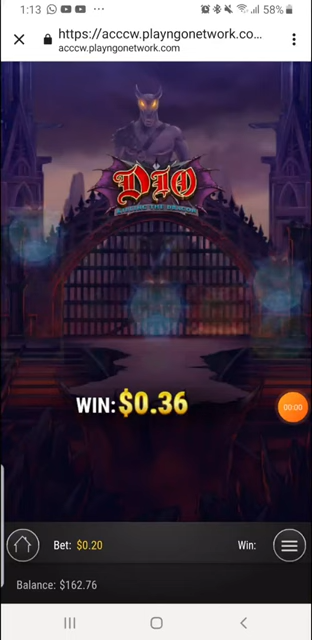 1:13
58%
https://acccw.playngonetwork.co...
acccw.playngonetwork.com
DIO
WIN: $0.36
00:00
Bet: $0.20
Win:
Balance: $162.76